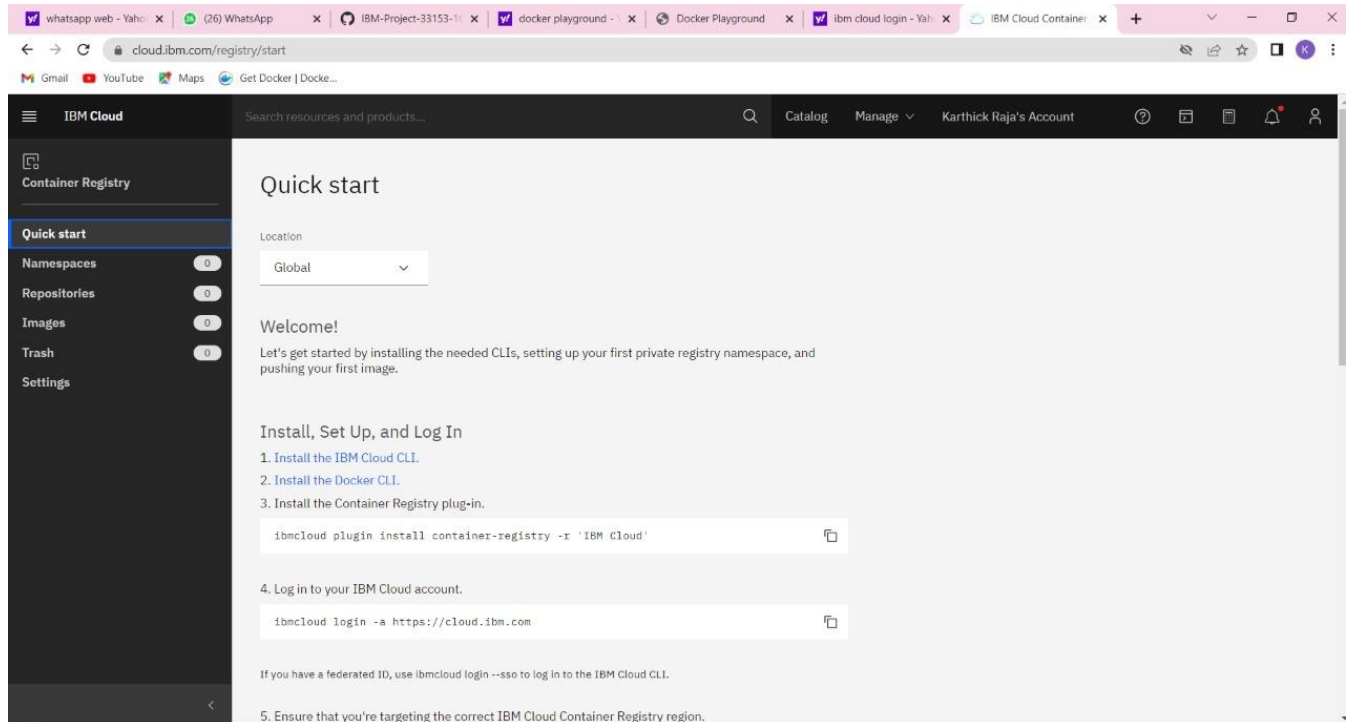 whatsapp web - Yaho
(26) WhatsApp
IBM-Project-33153-1
docker playground -
Docker Playground
ibm cloud login - Yah
IBM Cloud Container
cloud.ibm.com/registry/start
K
Gmail
YouTube
Maps
Get Docker | Docke...
IBM Cloud
Search resources and products...
Catalog
Manage
Karthick Raja's Account
Container Registry
Quick start
Namespaces 0
Repositories 0
Images 0
Trash 0
Settings
Quick start
Location
Global
Welcome!
Let's get started by installing the needed CLIs, setting up your first private registry namespace, and
pushing your first image.
Install, Set Up, and Log In
1. Install the IBM Cloud CLI.
2. Install the Docker CLI.
3. Install the Container Registry plug-in.
ibmcloud plugin install container-registry -r 'IBM Cloud'
4. Log in to your IBM Cloud account.
ibmcloud login -a https://cloud.ibm.com
If you have a federated ID, use ibmcloud login --sso to log in to the IBM Cloud CLI.
5. Ensure that you're targeting the correct IBM Cloud Container Registry region.